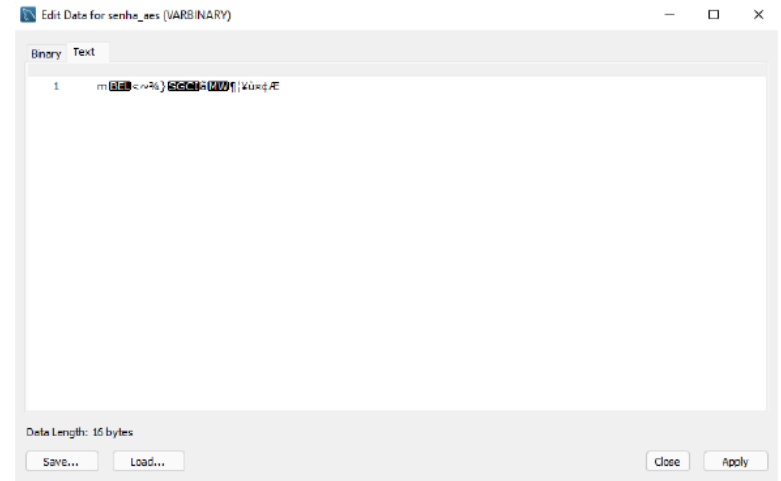 Edit Data for senha_aes (VARBINARY)
Binary Text
1
Data Length: 16 bytes
Save... Load... Close Apply